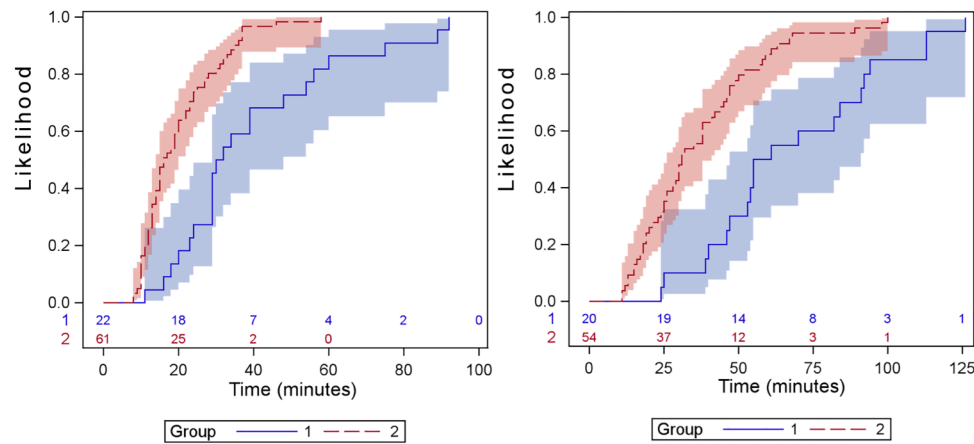 1.0
0.8
0.6
0.4
0.2
0.0
Likelihood
1 22 18 7 4 2 0
2 61 25 2 0
0 20 40 60 80 100
Time (minutes)
Group 1 2
1.0
0.8
0.6
0.4
0.2
0.0
Likelihood
1 20 19 14 8 3 1
2 54 37 12 3 1
0 25 50 75 100 125
Time (minutes)
Group 1 2